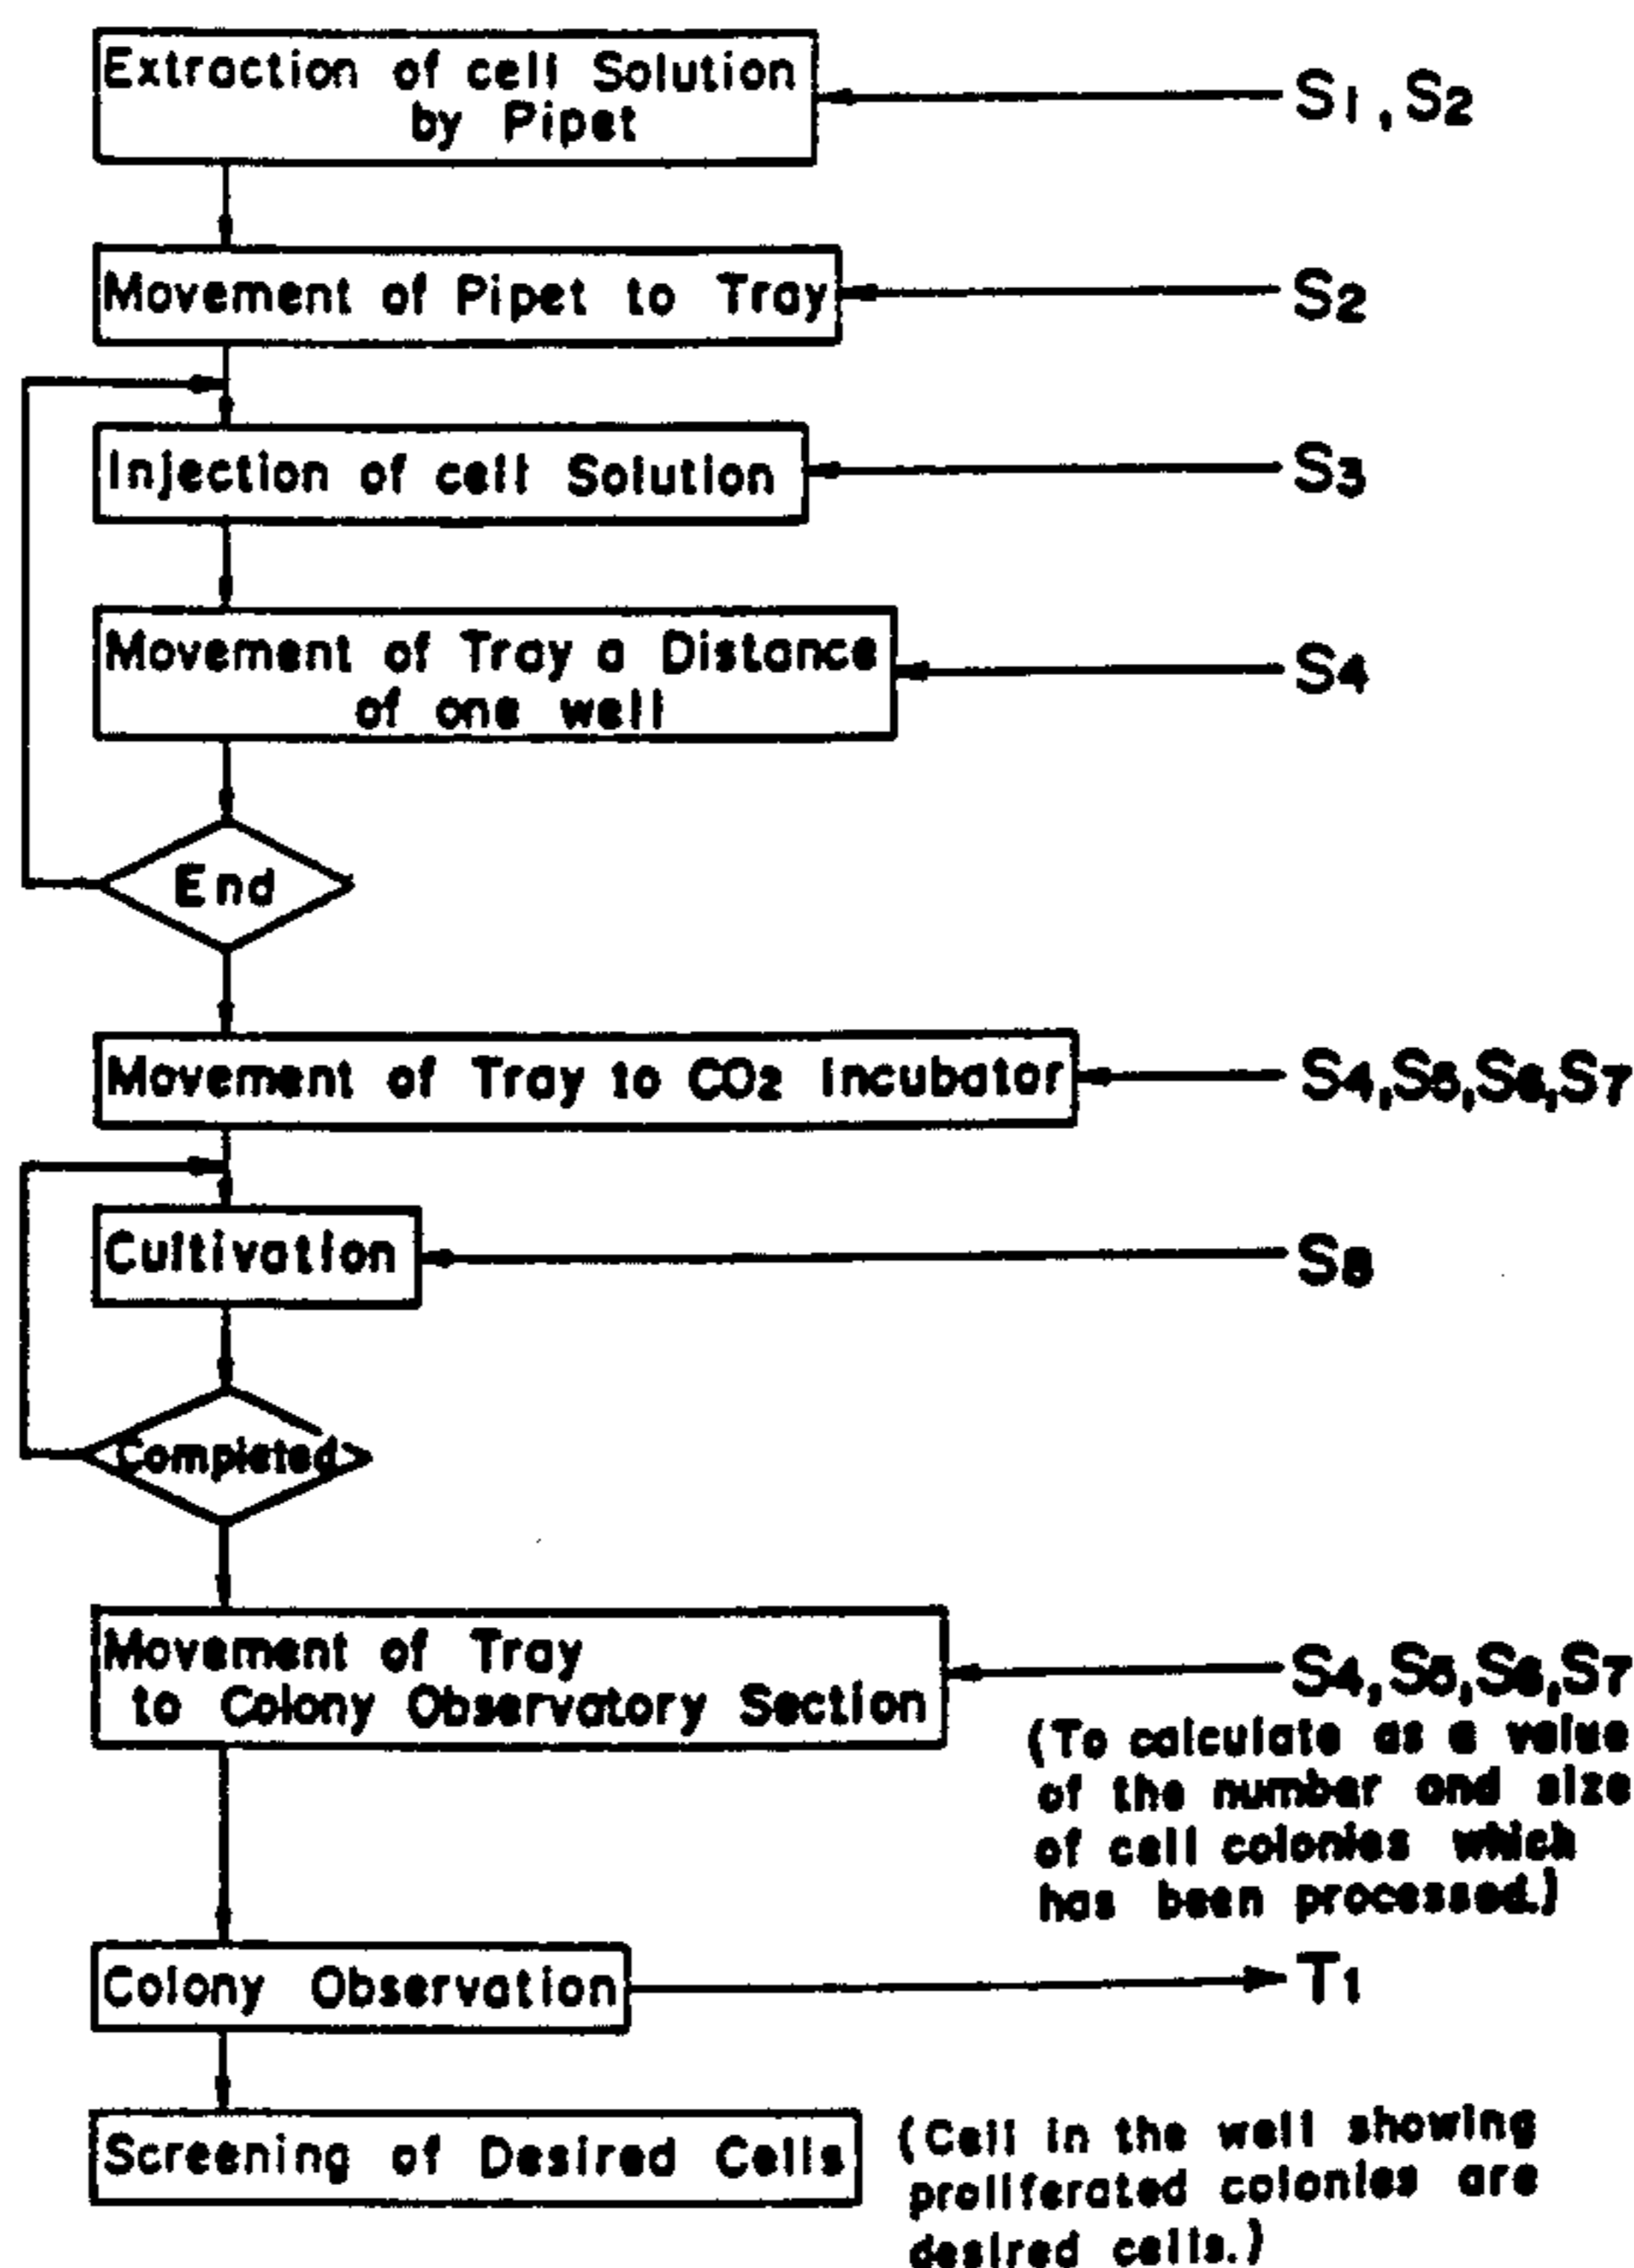 Extraction of cell Solution
by Pipet
S1, S2
Movement of Pipet to Tray
S2
Injection of cell Solution
S3
Movement of Tray a Distance
of one well
S4
End
Movement of Tray to CO2 Incubator
S4,S5,S6,S7
Cultivation
S8
Completed
Movement of Tray
to Colony Observatory Section
S4,S5,S6,S7
(To calculate as a value
of the number and size
of cell colonies which
has been processed.)
Colony Observation
T1
Screening of Desired Cells
(Cell in the well showing
proliferated colonies are
desired cells.)